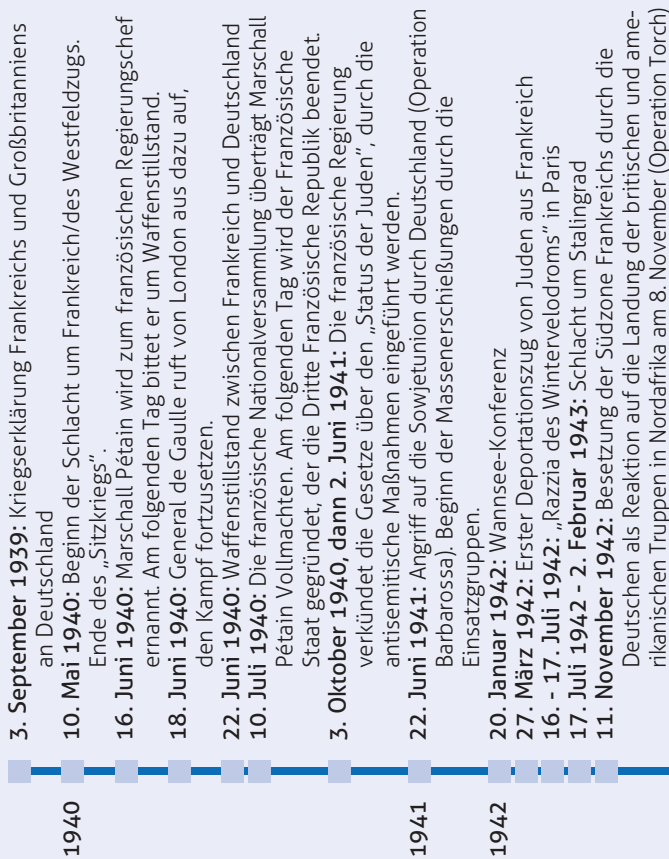 3. September 1939: Kriegserklärung Frankreichs und Großbritanniens
an Deutschland
1940
10. Mai 1940: Beginn der Schlacht um Frankreich/des Westfeldzugs.
Ende des „Sitzkriegs".
16. Juni 1940: Marschall Pétain wird zum französischen Regierungschef
ernannt. Am folgenden Tag bittet er um Waffenstillstand.
18. Juni 1940: General de Gaulle ruft von London aus dazu auf,
den Kampf fortzusetzen.
22. Juni 1940: Waffenstillstand zwischen Frankreich und Deutschland
10. Juli 1940: Die französische Nationalversammlung überträgt Marschall
Pétain Vollmachten. Am folgenden Tag wird der Französische
Staat gegründet, der die Dritte Französische Republik beendet.
3. Oktober 1940, dann 2. Juni 1941: Die französische Regierung
verkündet die Gesetze über den „Status der Juden", durch die
antisemitische Maßnahmen eingeführt werden.
1941
22. Juni 1941: Angriff auf die Sowjetunion durch Deutschland (Operation
Barbarossa). Beginn der Massenerschießungen durch die
Einsatzgruppen.
1942
20. Januar 1942: Wannsee-Konferenz
27. März 1942: Erster Deportationszug von Juden aus Frankreich
16. - 17. Juli 1942: „Razzia des Wintervelodroms" in Paris
17. Juli 1942 - 2. Februar 1943: Schlacht um Stalingrad
11. November 1942: Besetzung der Südzone Frankreichs durch die
Deutschen als Reaktion auf die Landung der britischen und ame-
rikanischen Truppen in Nordafrika am 8. November (Operation Torch)